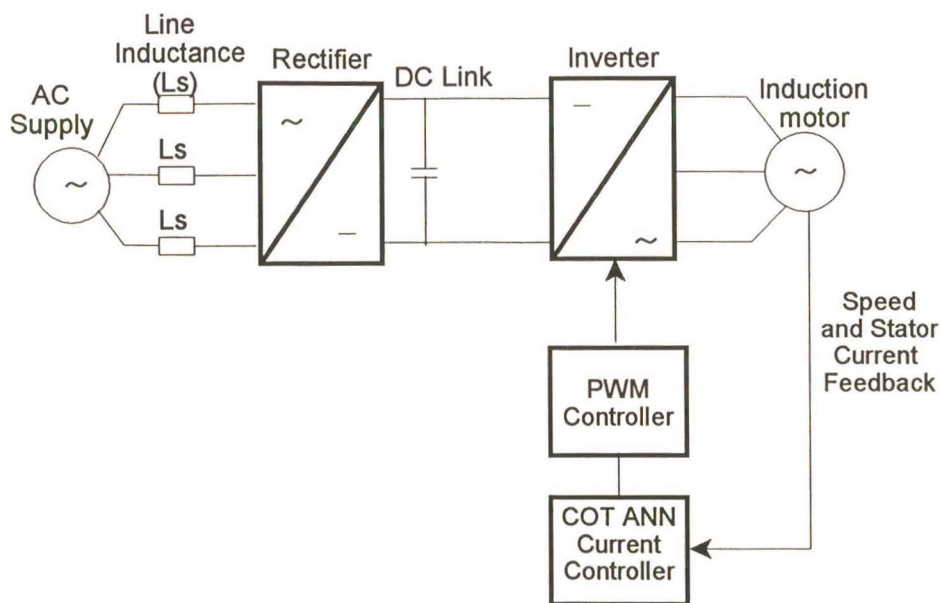 Line
Inductance
(Ls)
Rectifier
DC Link
Inverter
Induction
motor
AC
Supply
Ls
Ls
~
~
–
–
~
~
Speed
and Stator
Current
Feedback
PWM
Controller
COT ANN
Current
Controller